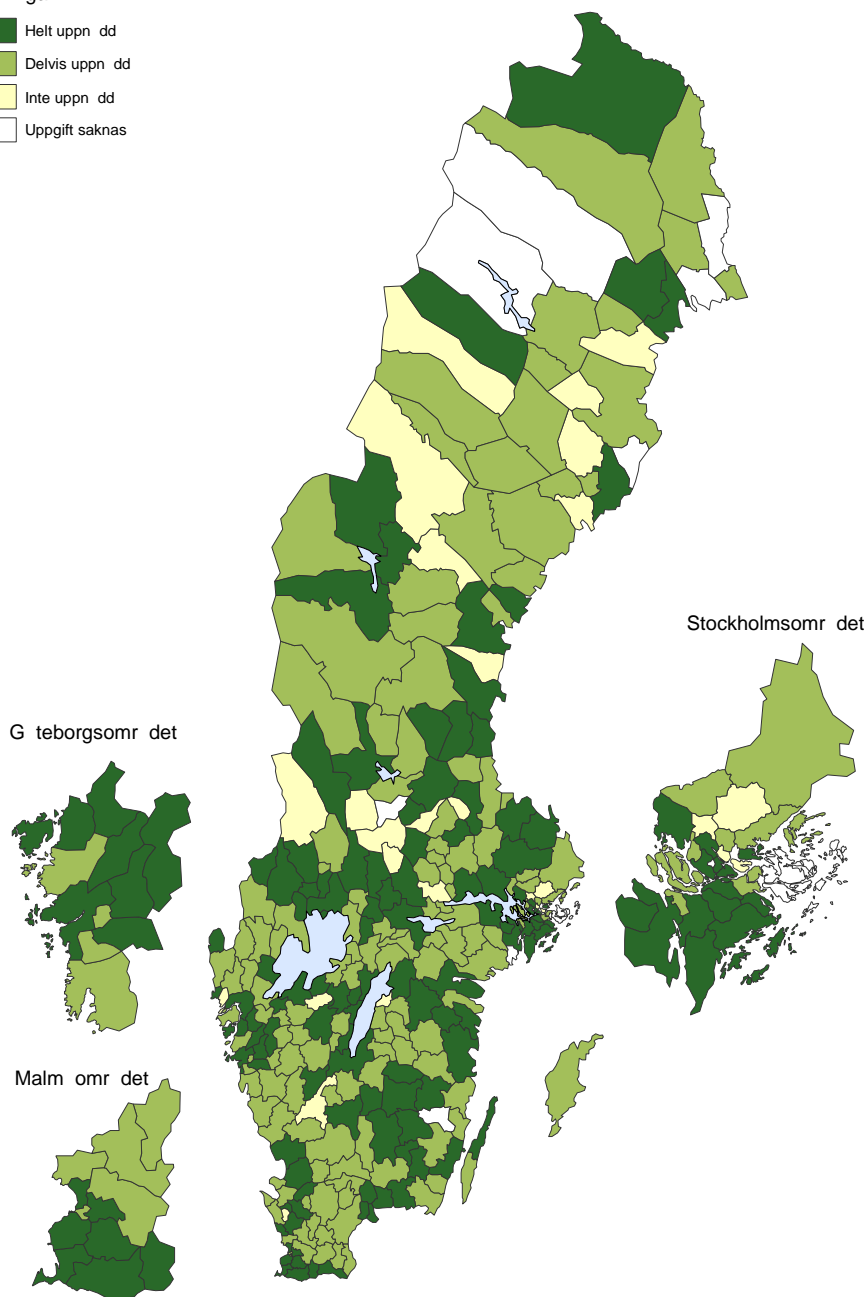 Helt uppn dd
Delvis uppn dd
Inte uppn dd
Uppgift saknas
Stockholmsomr det
G teborgsomr det
Malm omr det